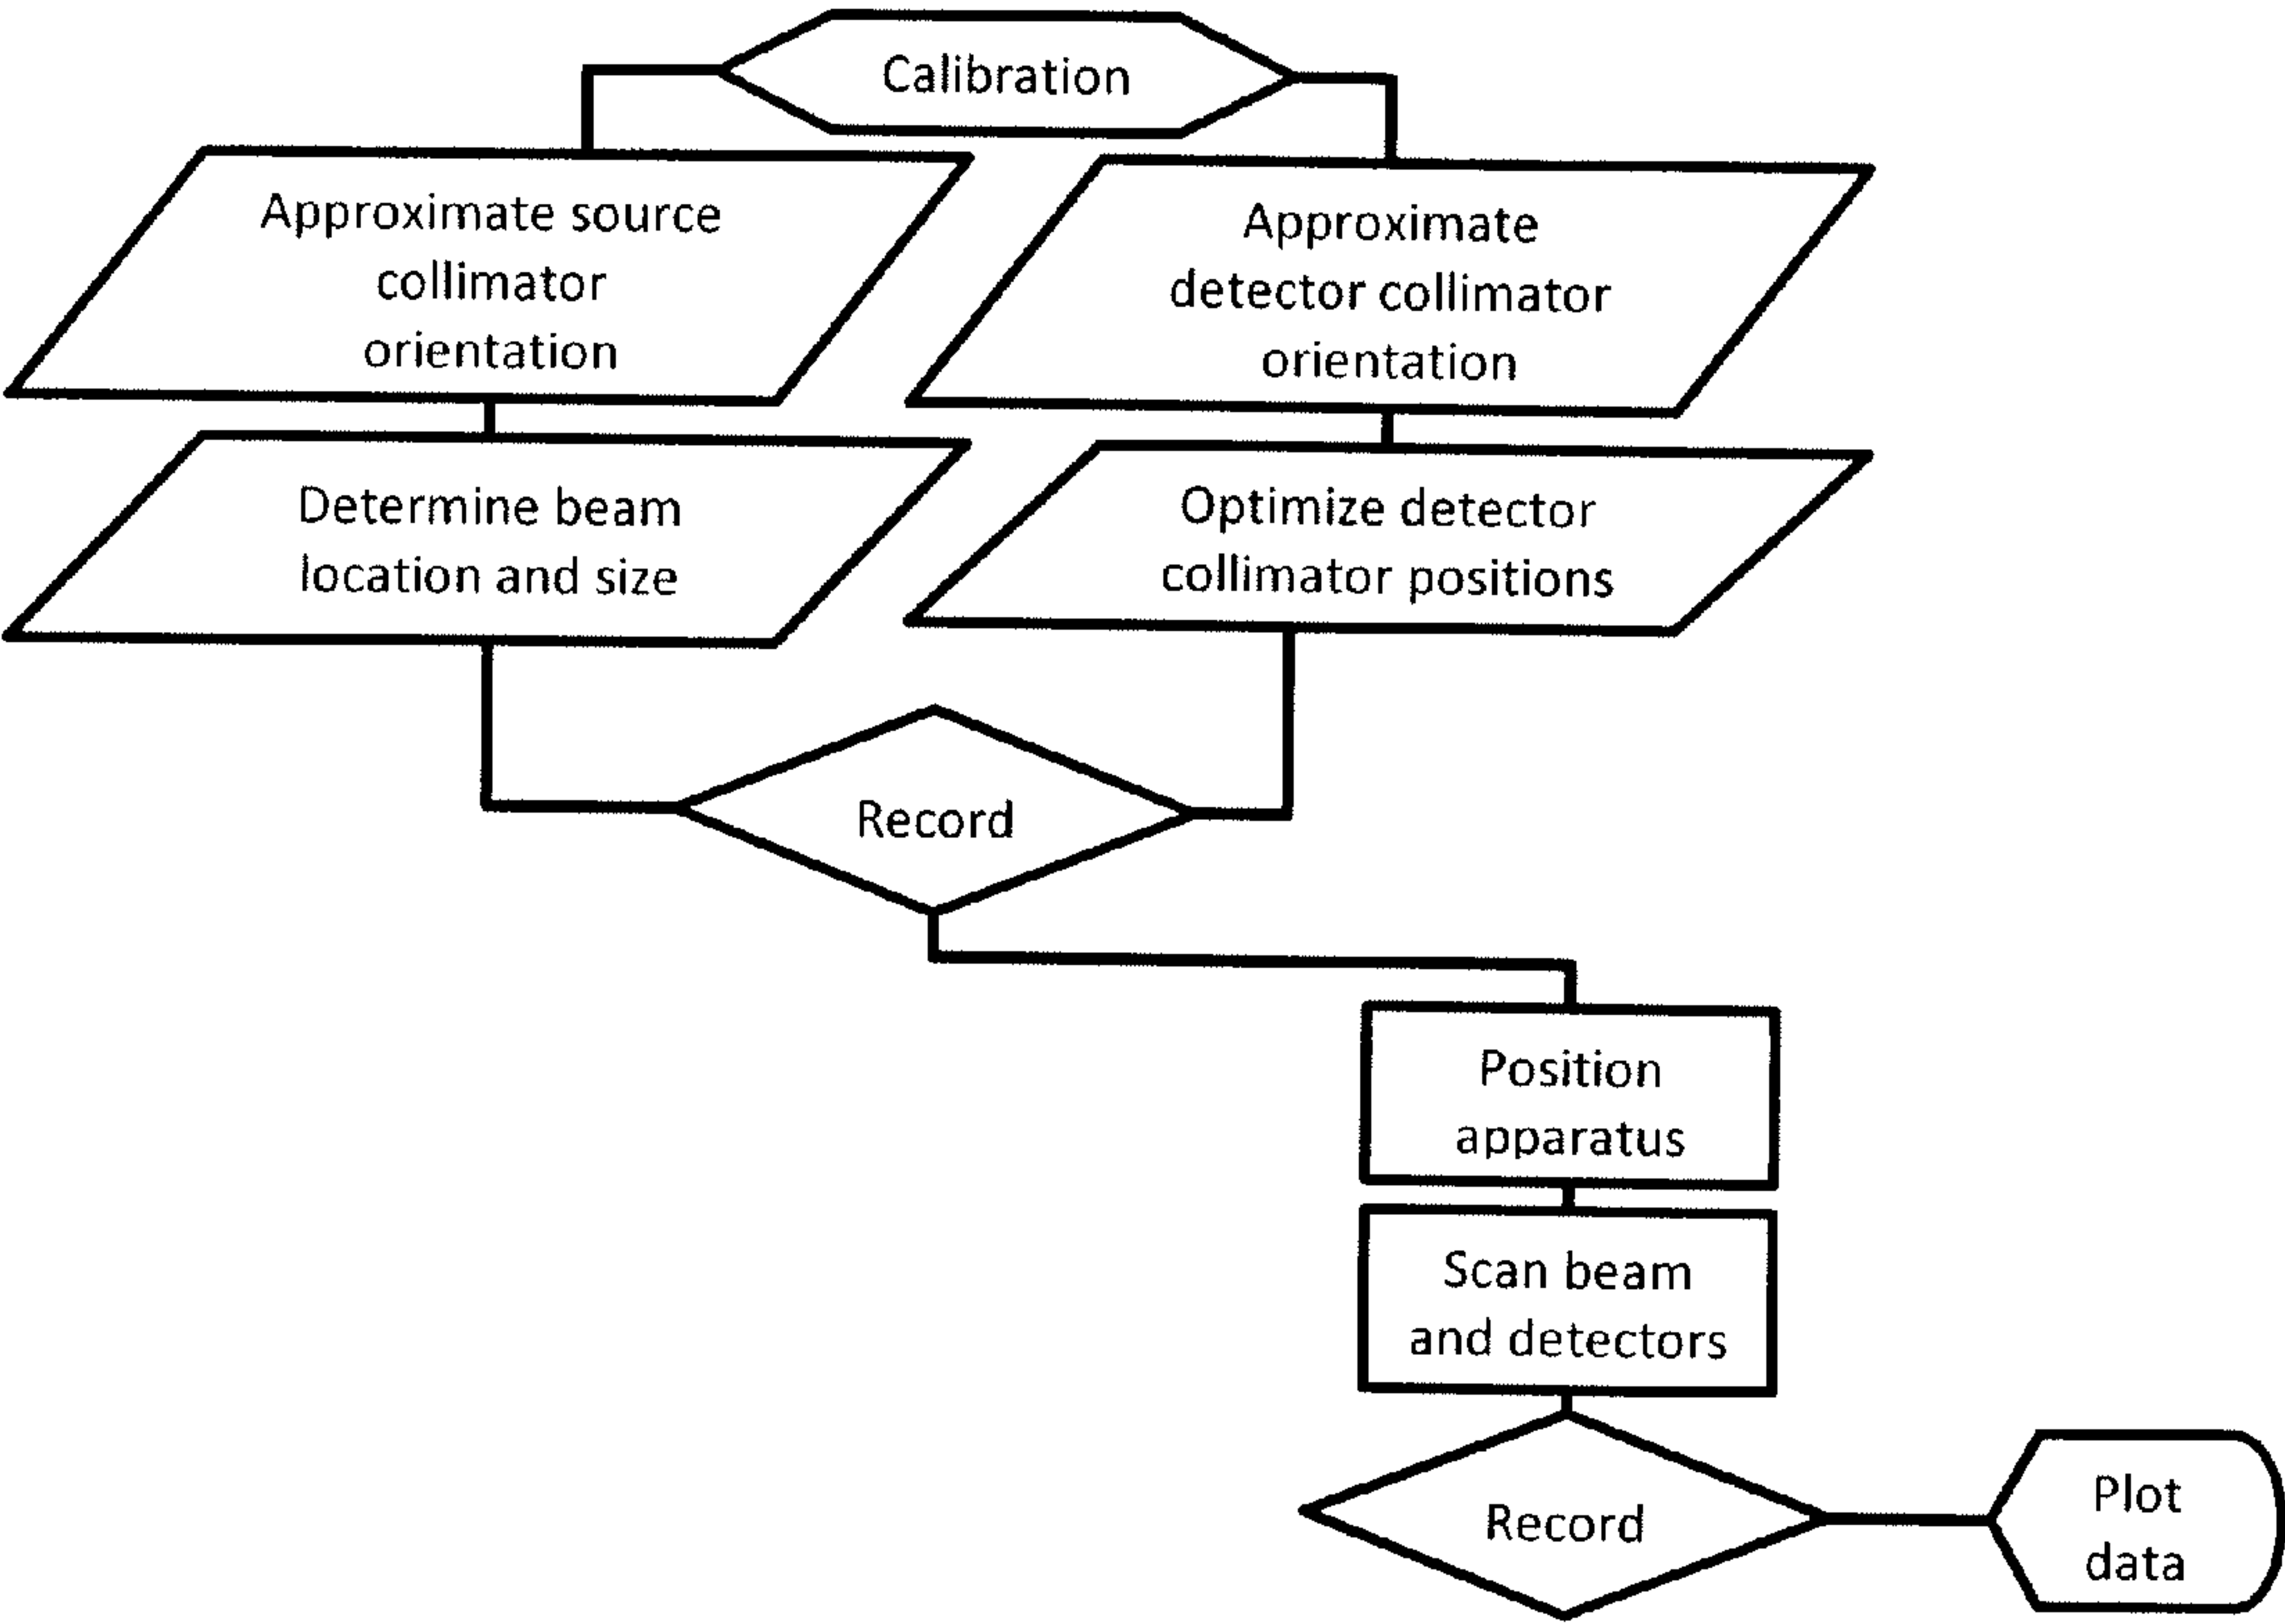 Calibration
Approximate source
collimator
orientation
Approximate
detector collimator
orientation
Determine beam
location and size
Optimize detector
collimator positions
Record
Position
apparatus
Scan beam
and detectors
Record
Plot
data